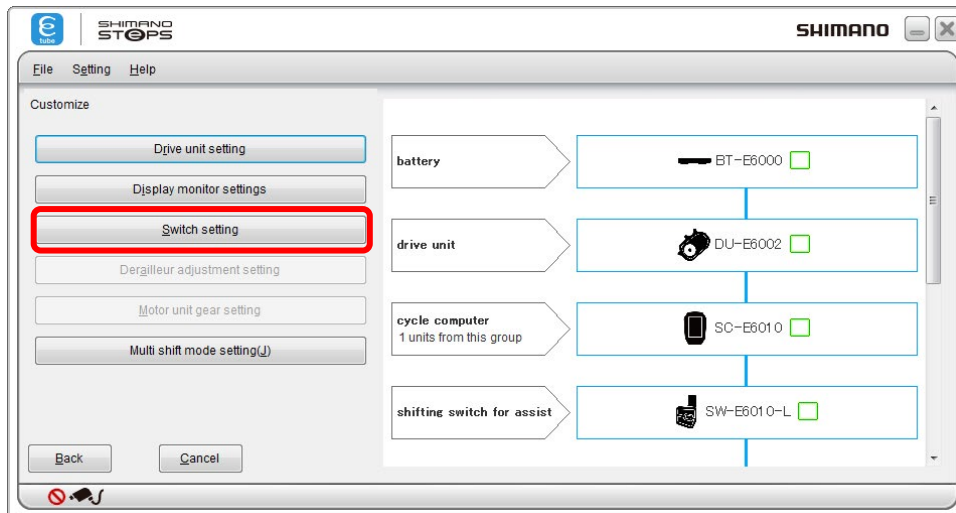 E
tube
SHIMANO
STEPS
SHIMANO
File Setting Help
Customize
Drive unit setting
Display monitor settings
Switch setting
Derailleur adjustment setting
Motor unit gear setting
Multi shift mode setting(J)
Back Cancel
battery
BT-E6000
drive unit
DU-E6002
cycle computer
1 units from this group
SC-E6010
shifting switch for assist
SW-E6010-L